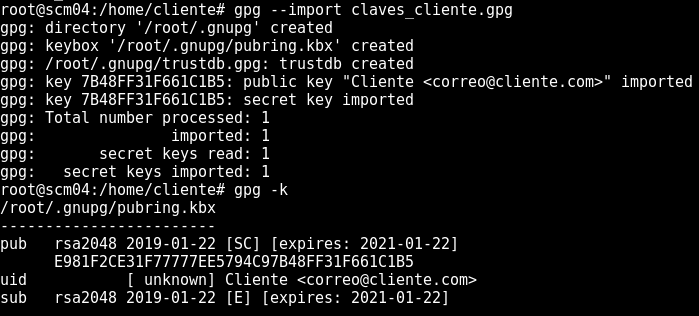 root@scm04:/home/cliente# gpg --import claves_cliente.gpg
gpg: directory '/root/.gnupg' created
gpg: keybox '/root/.gnupg/pubring.kbx' created
gpg: /root/.gnupg/trustdb.gpg: trustdb created
gpg: key 7B48FF31F661C1B5: public key "Cliente <correo@cliente.com>" imported
gpg: key 7B48FF31F661C1B5: secret key imported
gpg: Total number processed: 1
gpg:               imported: 1
gpg:       secret keys read: 1
gpg:   secret keys imported: 1
root@scm04:/home/cliente# gpg -k
/root/.gnupg/pubring.kbx
------------------------
pub   rsa2048 2019-01-22 [SC] [expires: 2021-01-22]
      E981F2CE31F77777EE5794C97B48FF31F661C1B5
uid           [ unknown] Cliente <correo@cliente.com>
sub   rsa2048 2019-01-22 [E] [expires: 2021-01-22]